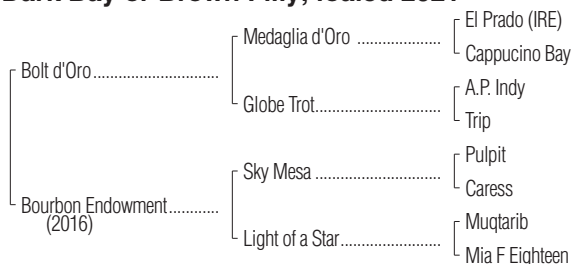 Dark Bay or Brown Filly; foaled 2021
El Prado (IRE)
Medaglia d'Oro ....................
Cappucino Bay
Bolt d'Oro..............................
A.P. Indy
Globe Trot..............................
Trip
Pulpit
Sky Mesa ..............................
Caress
Bourbon Endowment............
(2016)
Muqtarib
Light of a Star........................
Mia F Eighteen